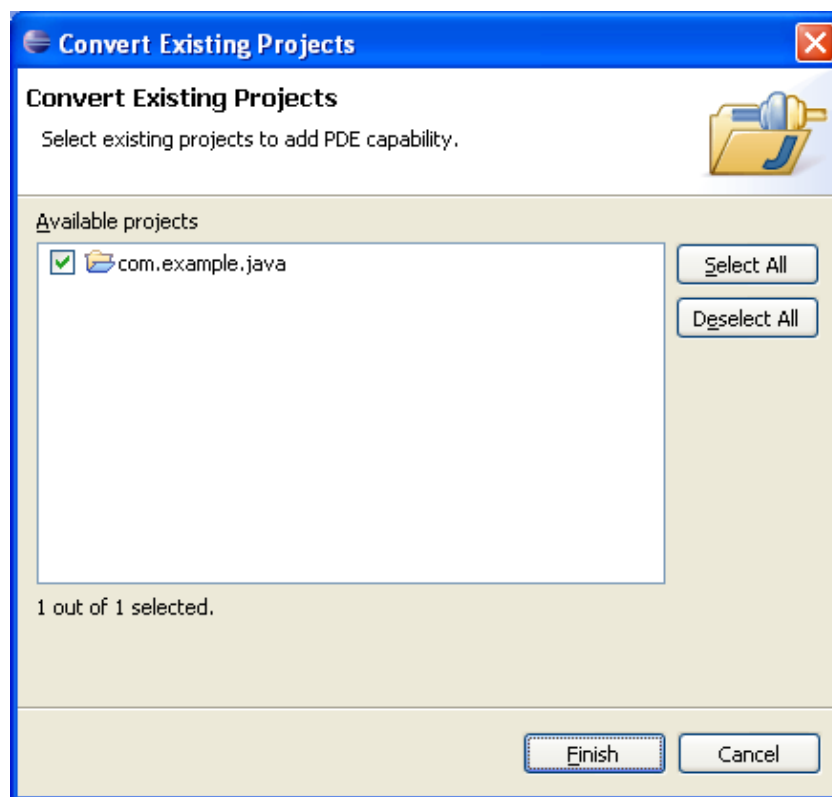 Convert Existing Projects
Convert Existing Projects
Select existing projects to add PDE capability.
Available projects
com.example.java
Select All
Deselect All
1 out of 1 selected.
Finish
Cancel